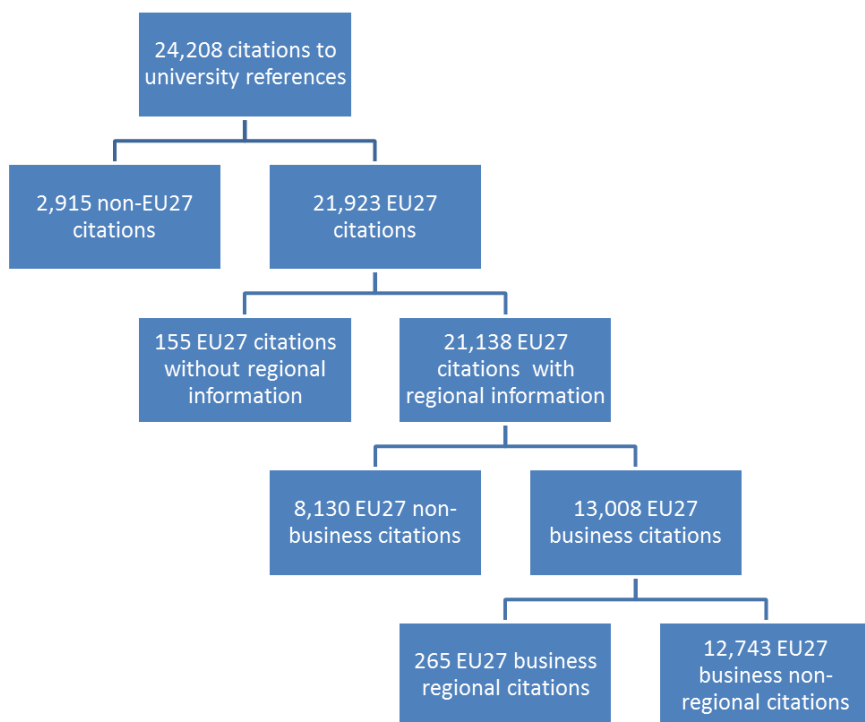 24,208 citations to
university references
2,915 non-EU27
citations
21,923 EU27
citations
155 EU27 citations
without regional
information
21,138 EU27
citations with
regional information
8,130 EU27 non-
business citations
13,008 EU27
business citations
265 EU27 business
regional citations
12,743 EU27
business non-
regional citations